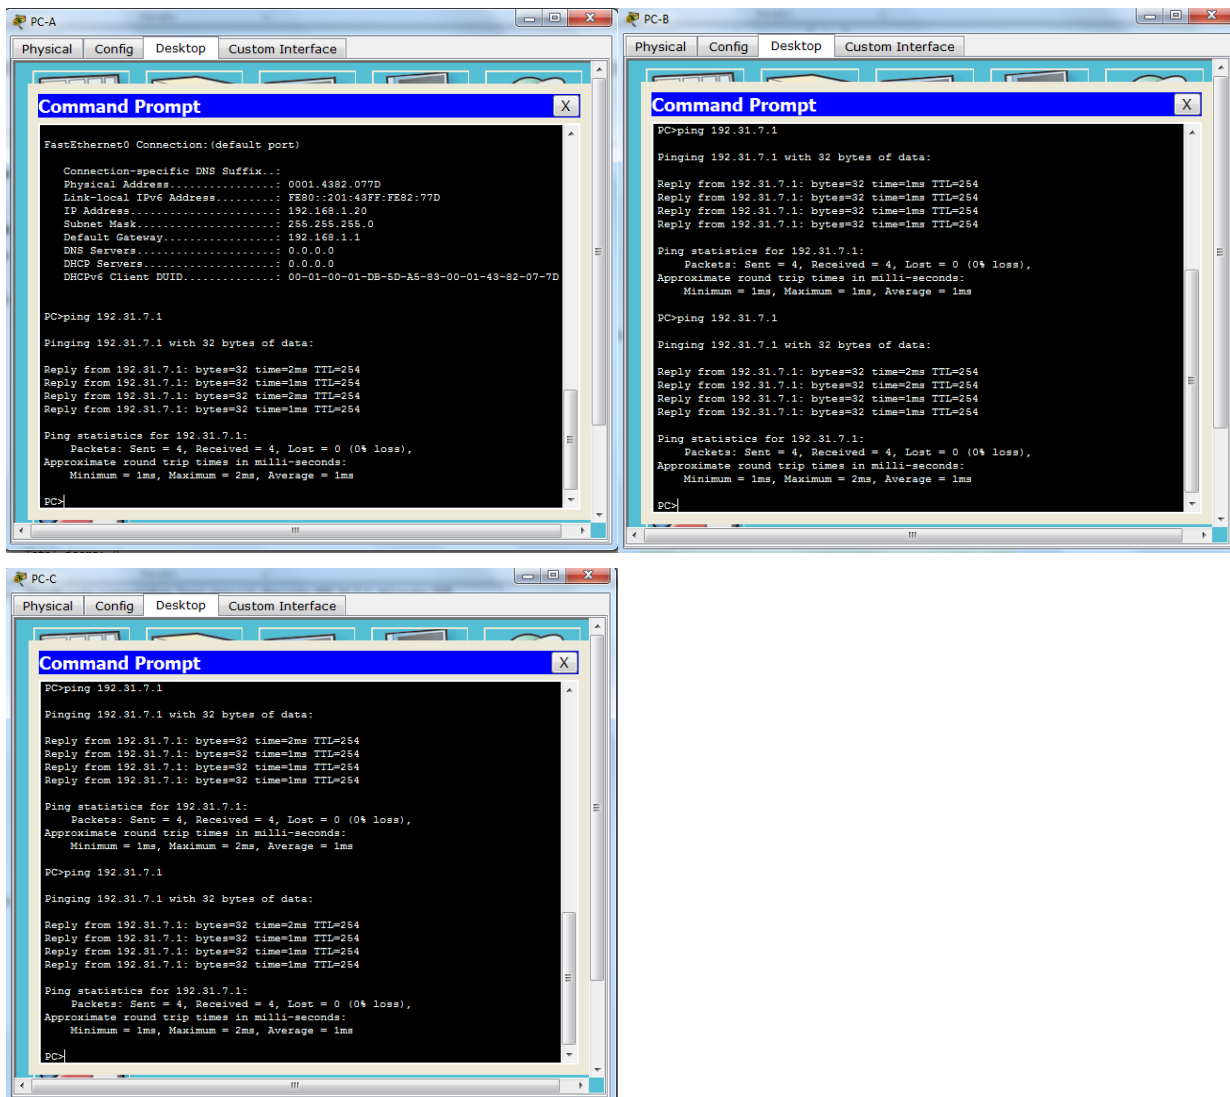 PC-A
Physical Config Desktop Custom Interface
Command Prompt
X
FastEthernet0 Connection:(default port)
Connection-specific DNS Suffix..:
Physical Address................: 0001.4382.077D
Link-local IPv6 Address.........: FE80::201:43FF:FE82:77D
IP Address......................: 192.168.1.20
Subnet Mask.....................: 255.255.255.0
Default Gateway.................: 192.168.1.1
DNS Servers.....................: 0.0.0.0
DHCP Servers....................: 0.0.0.0
DHCPv6 Client DUID..............: 00-01-00-01-DB-5D-A5-83-00-01-43-82-07-7D
PC>ping 192.31.7.1
Pinging 192.31.7.1 with 32 bytes of data:
Reply from 192.31.7.1: bytes=32 time=2ms TTL=254
Reply from 192.31.7.1: bytes=32 time=1ms TTL=254
Reply from 192.31.7.1: bytes=32 time=2ms TTL=254
Reply from 192.31.7.1: bytes=32 time=1ms TTL=254
Ping statistics for 192.31.7.1:
Packets: Sent = 4, Received = 4, Lost = 0 (0% loss),
Approximate round trip times in milli-seconds:
Minimum = 1ms, Maximum = 2ms, Average = 1ms
PC>
PC-B
Physical Config Desktop Custom Interface
Command Prompt
X
PC>ping 192.31.7.1
Pinging 192.31.7.1 with 32 bytes of data:
Reply from 192.31.7.1: bytes=32 time=1ms TTL=254
Reply from 192.31.7.1: bytes=32 time=1ms TTL=254
Reply from 192.31.7.1: bytes=32 time=1ms TTL=254
Reply from 192.31.7.1: bytes=32 time=1ms TTL=254
Ping statistics for 192.31.7.1:
Packets: Sent = 4, Received = 4, Lost = 0 (0% loss),
Approximate round trip times in milli-seconds:
Minimum = 1ms, Maximum = 1ms, Average = 1ms
PC>ping 192.31.7.1
Pinging 192.31.7.1 with 32 bytes of data:
Reply from 192.31.7.1: bytes=32 time=2ms TTL=254
Reply from 192.31.7.1: bytes=32 time=2ms TTL=254
Reply from 192.31.7.1: bytes=32 time=1ms TTL=254
Reply from 192.31.7.1: bytes=32 time=1ms TTL=254
Ping statistics for 192.31.7.1:
Packets: Sent = 4, Received = 4, Lost = 0 (0% loss),
Approximate round trip times in milli-seconds:
Minimum = 1ms, Maximum = 2ms, Average = 1ms
PC>
PC-C
Physical Config Desktop Custom Interface
Command Prompt
X
PC>ping 192.31.7.1
Pinging 192.31.7.1 with 32 bytes of data:
Reply from 192.31.7.1: bytes=32 time=2ms TTL=254
Reply from 192.31.7.1: bytes=32 time=1ms TTL=254
Reply from 192.31.7.1: bytes=32 time=1ms TTL=254
Reply from 192.31.7.1: bytes=32 time=1ms TTL=254
Ping statistics for 192.31.7.1:
Packets: Sent = 4, Received = 4, Lost = 0 (0% loss),
Approximate round trip times in milli-seconds:
Minimum = 1ms, Maximum = 2ms, Average = 1ms
PC>ping 192.31.7.1
Pinging 192.31.7.1 with 32 bytes of data:
Reply from 192.31.7.1: bytes=32 time=2ms TTL=254
Reply from 192.31.7.1: bytes=32 time=1ms TTL=254
Reply from 192.31.7.1: bytes=32 time=1ms TTL=254
Reply from 192.31.7.1: bytes=32 time=1ms TTL=254
Ping statistics for 192.31.7.1:
Packets: Sent = 4, Received = 4, Lost = 0 (0% loss),
Approximate round trip times in milli-seconds:
Minimum = 1ms, Maximum = 2ms, Average = 1ms
PC>